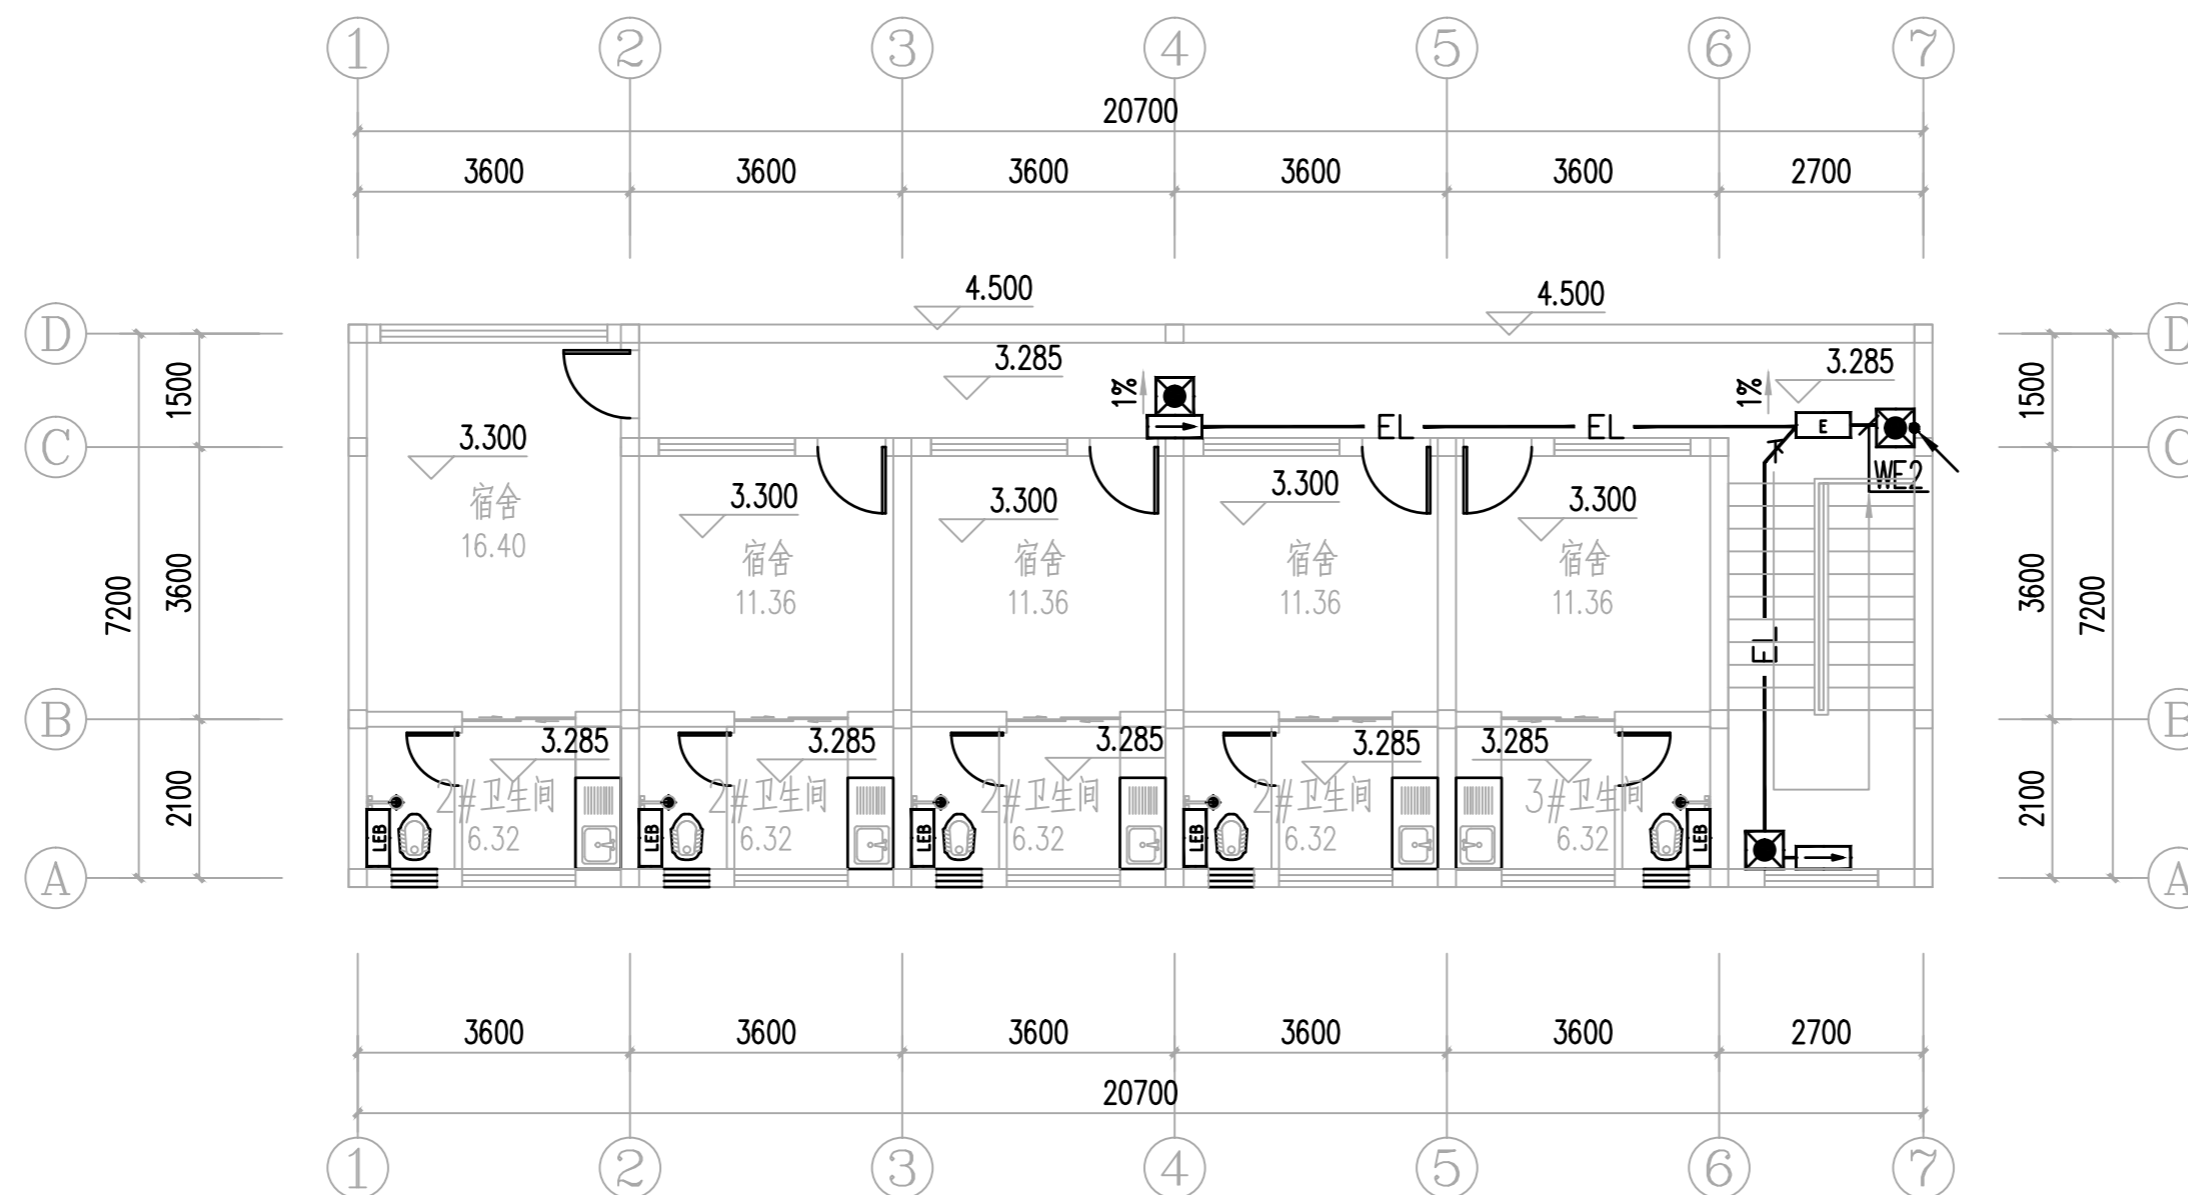 1 2 3 4 5 6 7
20700
3600 3600 3600 3600 3600 2700
4.500 4.500
D D
3.285 1% 1% 3.285
1500 1500
E
EL EL
C 3.300 C
WE2
3.300 3.300 3.300 3.300
宿舍
16.40
宿舍 宿舍 宿舍 宿舍
11.36 11.36 11.36 11.36
7200 3600 3600 7200
EL
B B
3.285 3.285 3.285 3.285 3.285
2#卫生间 2#卫生间 2#卫生间 2#卫生间 3#卫生间
2100 2100
LEB 6.32 LEB 6.32 LEB 6.32 LEB 6.32 6.32 LEB
A A
3600 3600 3600 3600 3600 2700
20700
1 2 3 4 5 6 7